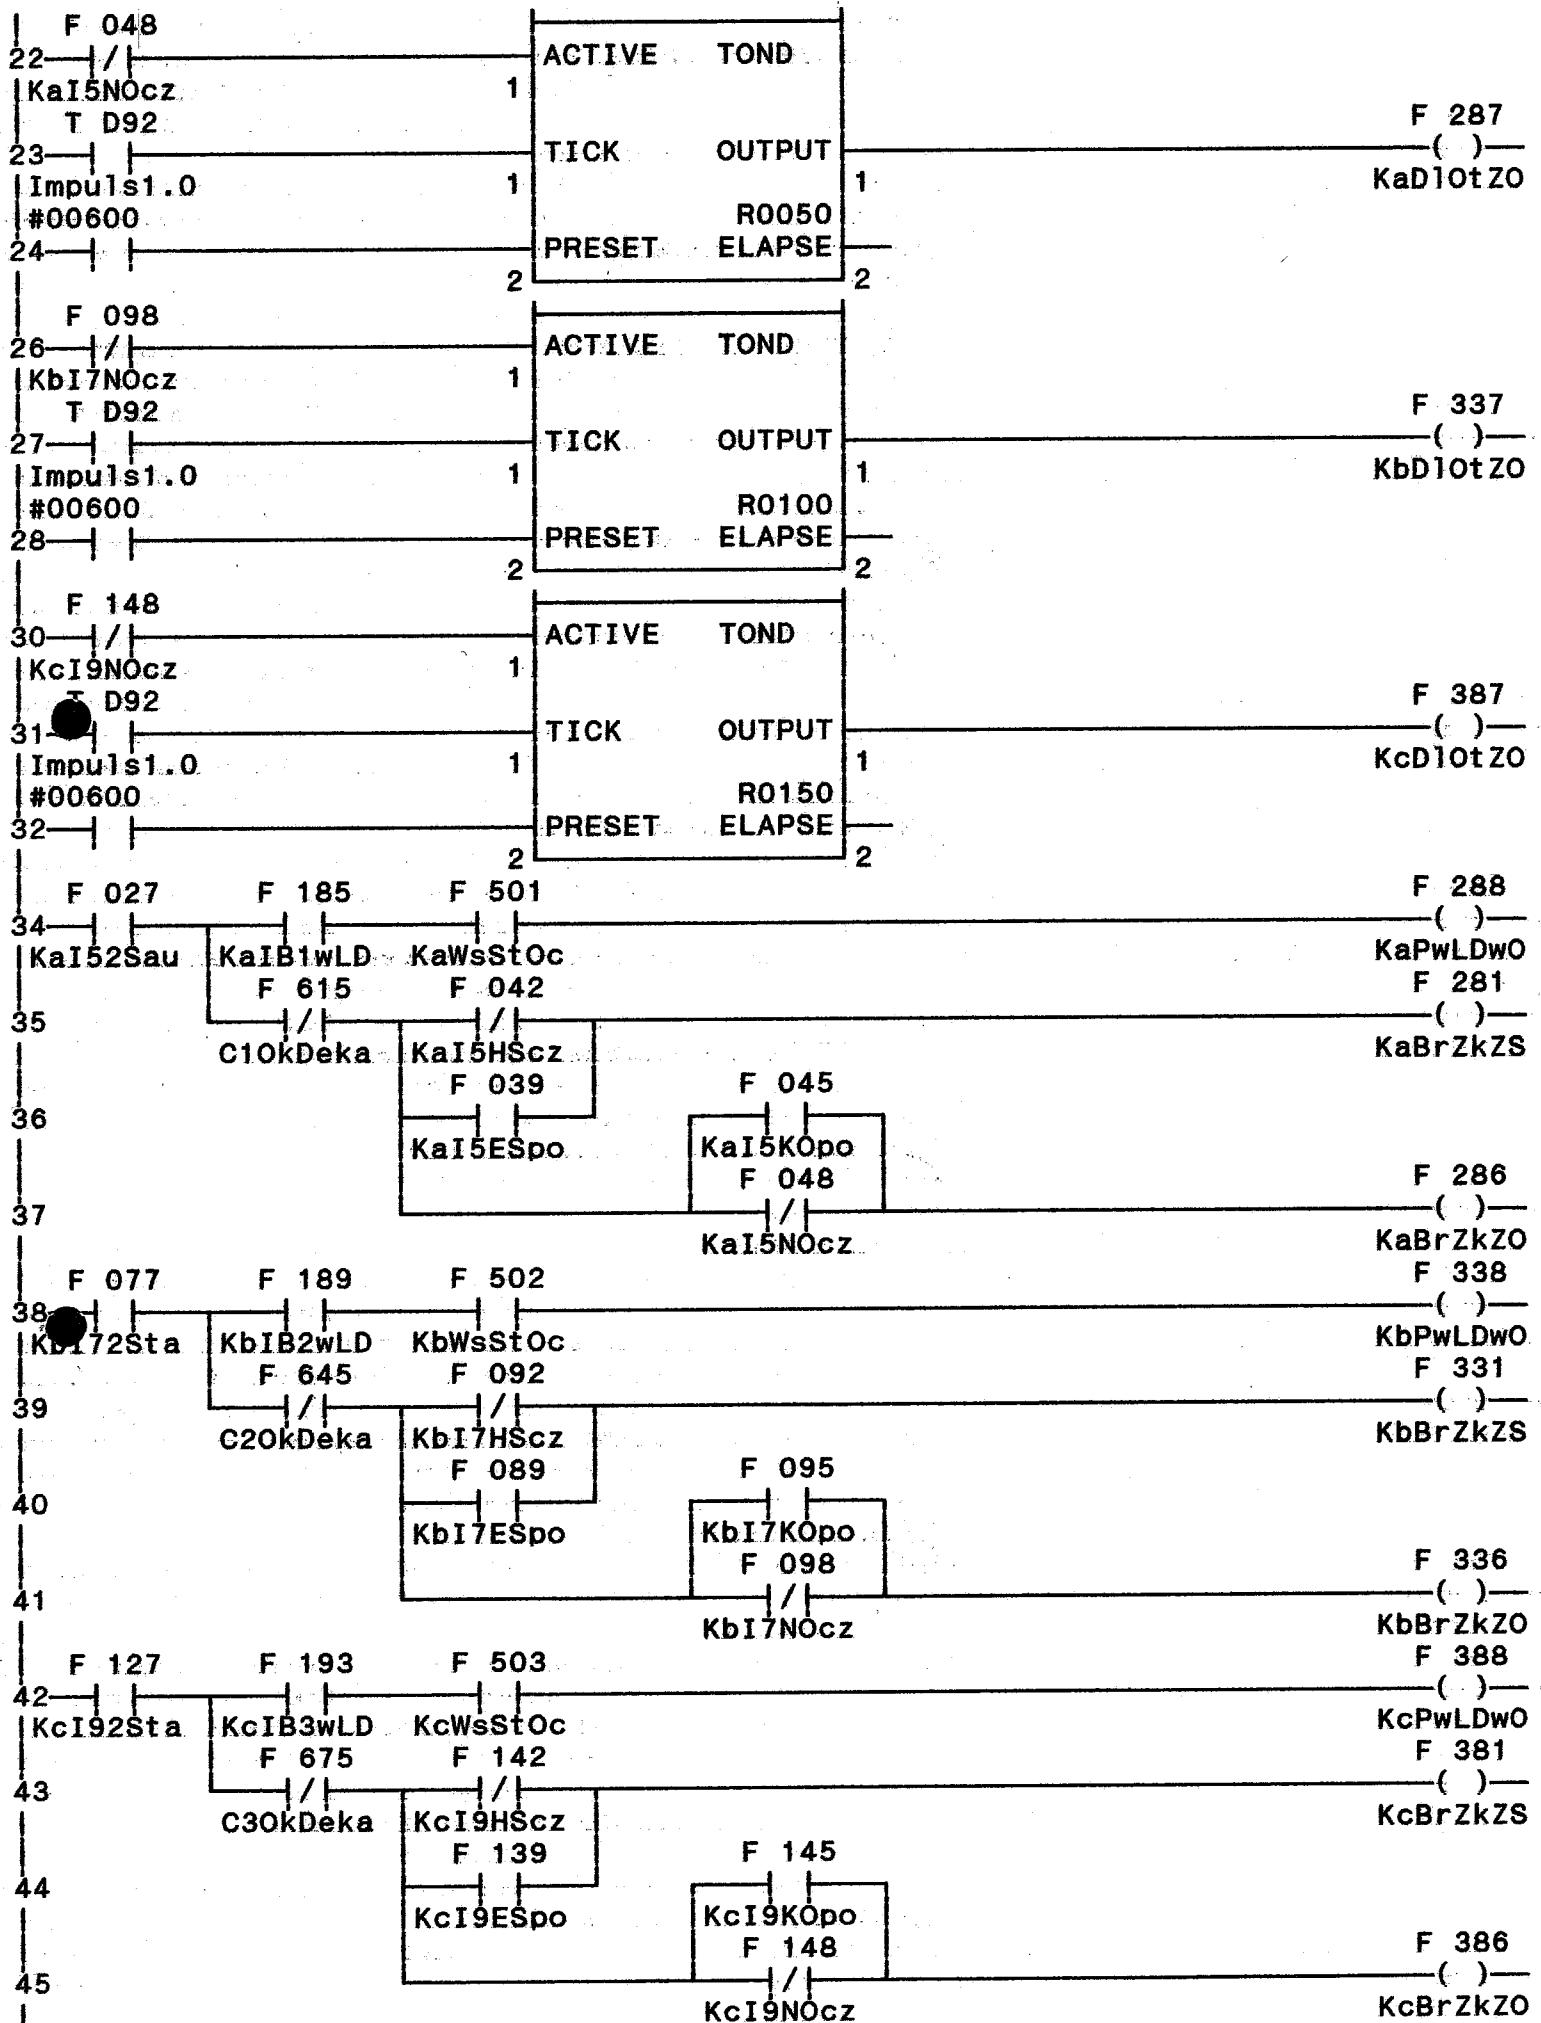 F 048
22 ACTIVE TOND
KaI5NOcz 1
T D92 F 287
23 TICK OUTPUT ( )
Impuls1.0 1 1 KaDlOtZO
#00600 R0050
24 PRESET ELAPSE
2 2
F 098
26 ACTIVE TOND
KbI7NOcz 1
T D92 F 337
27 TICK OUTPUT ( )
Impuls1.0 1 1 KbDlOtZO
#00600 R0100
28 PRESET ELAPSE
2 2
F 148
30 ACTIVE TOND
KcI9NOcz 1
T D92 F 387
31 TICK OUTPUT ( )
Impuls1.0 1 1 KcDlOtZO
#00600 R0150
32 PRESET ELAPSE
2 2
F 027 F 185 F 501 F 288
34 ( )
KaI52Sau KaIB1wLD KaWsStOc KaPwLDwO
F 615 F 042 F 281
35 ( )
C1OkDeka KaI5HScz KaBrZkZS
F 039 F 045
36
KaI5ESpo KaI5KOpo
F 048 F 286
37 ( )
KaI5NOcz KaBrZkZO
F 077 F 189 F 502 F 338
38 ( )
KbI72Sta KbIB2wLD KbWsStOc KbPwLDwO
F 645 F 092 F 331
39 ( )
C2OkDeka KbI7HScz KbBrZkZS
F 089 F 095
40
KbI7ESpo KbI7KOpo
F 098 F 336
41 ( )
KbI7NOcz KbBrZkZO
F 127 F 193 F 503 F 388
42 ( )
KcI92Sta KcIB3wLD KcWsStOc KcPwLDwO
F 675 F 142 F 381
43 ( )
C3OkDeka KcI9HScz KcBrZkZS
F 139 F 145
44
KcI9ESpo KcI9KOpo
F 148 F 386
45 ( )
KcI9NOcz KcBrZkZO